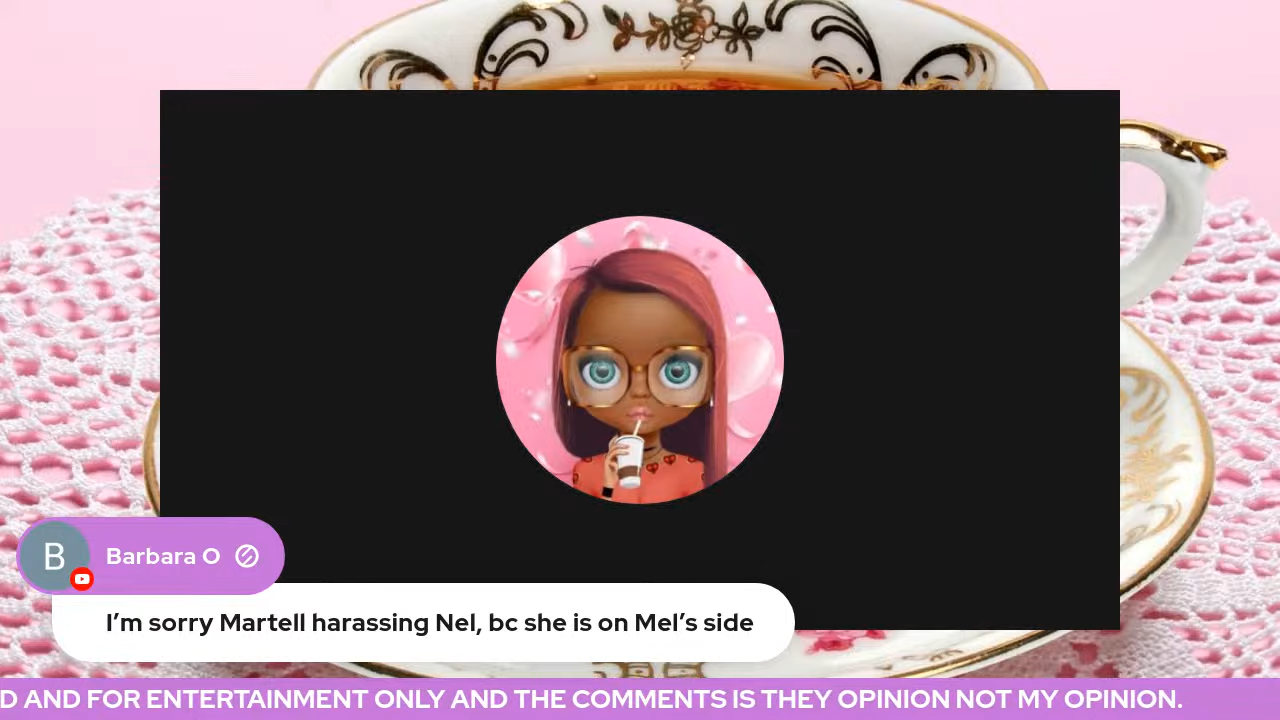 B
Barbara O
I’m sorry Martell harassing Nel, bc she is on Mel’s side
D AND FOR ENTERTAINMENT ONLY AND THE COMMENTS IS THEY OPINION NOT MY OPINION.